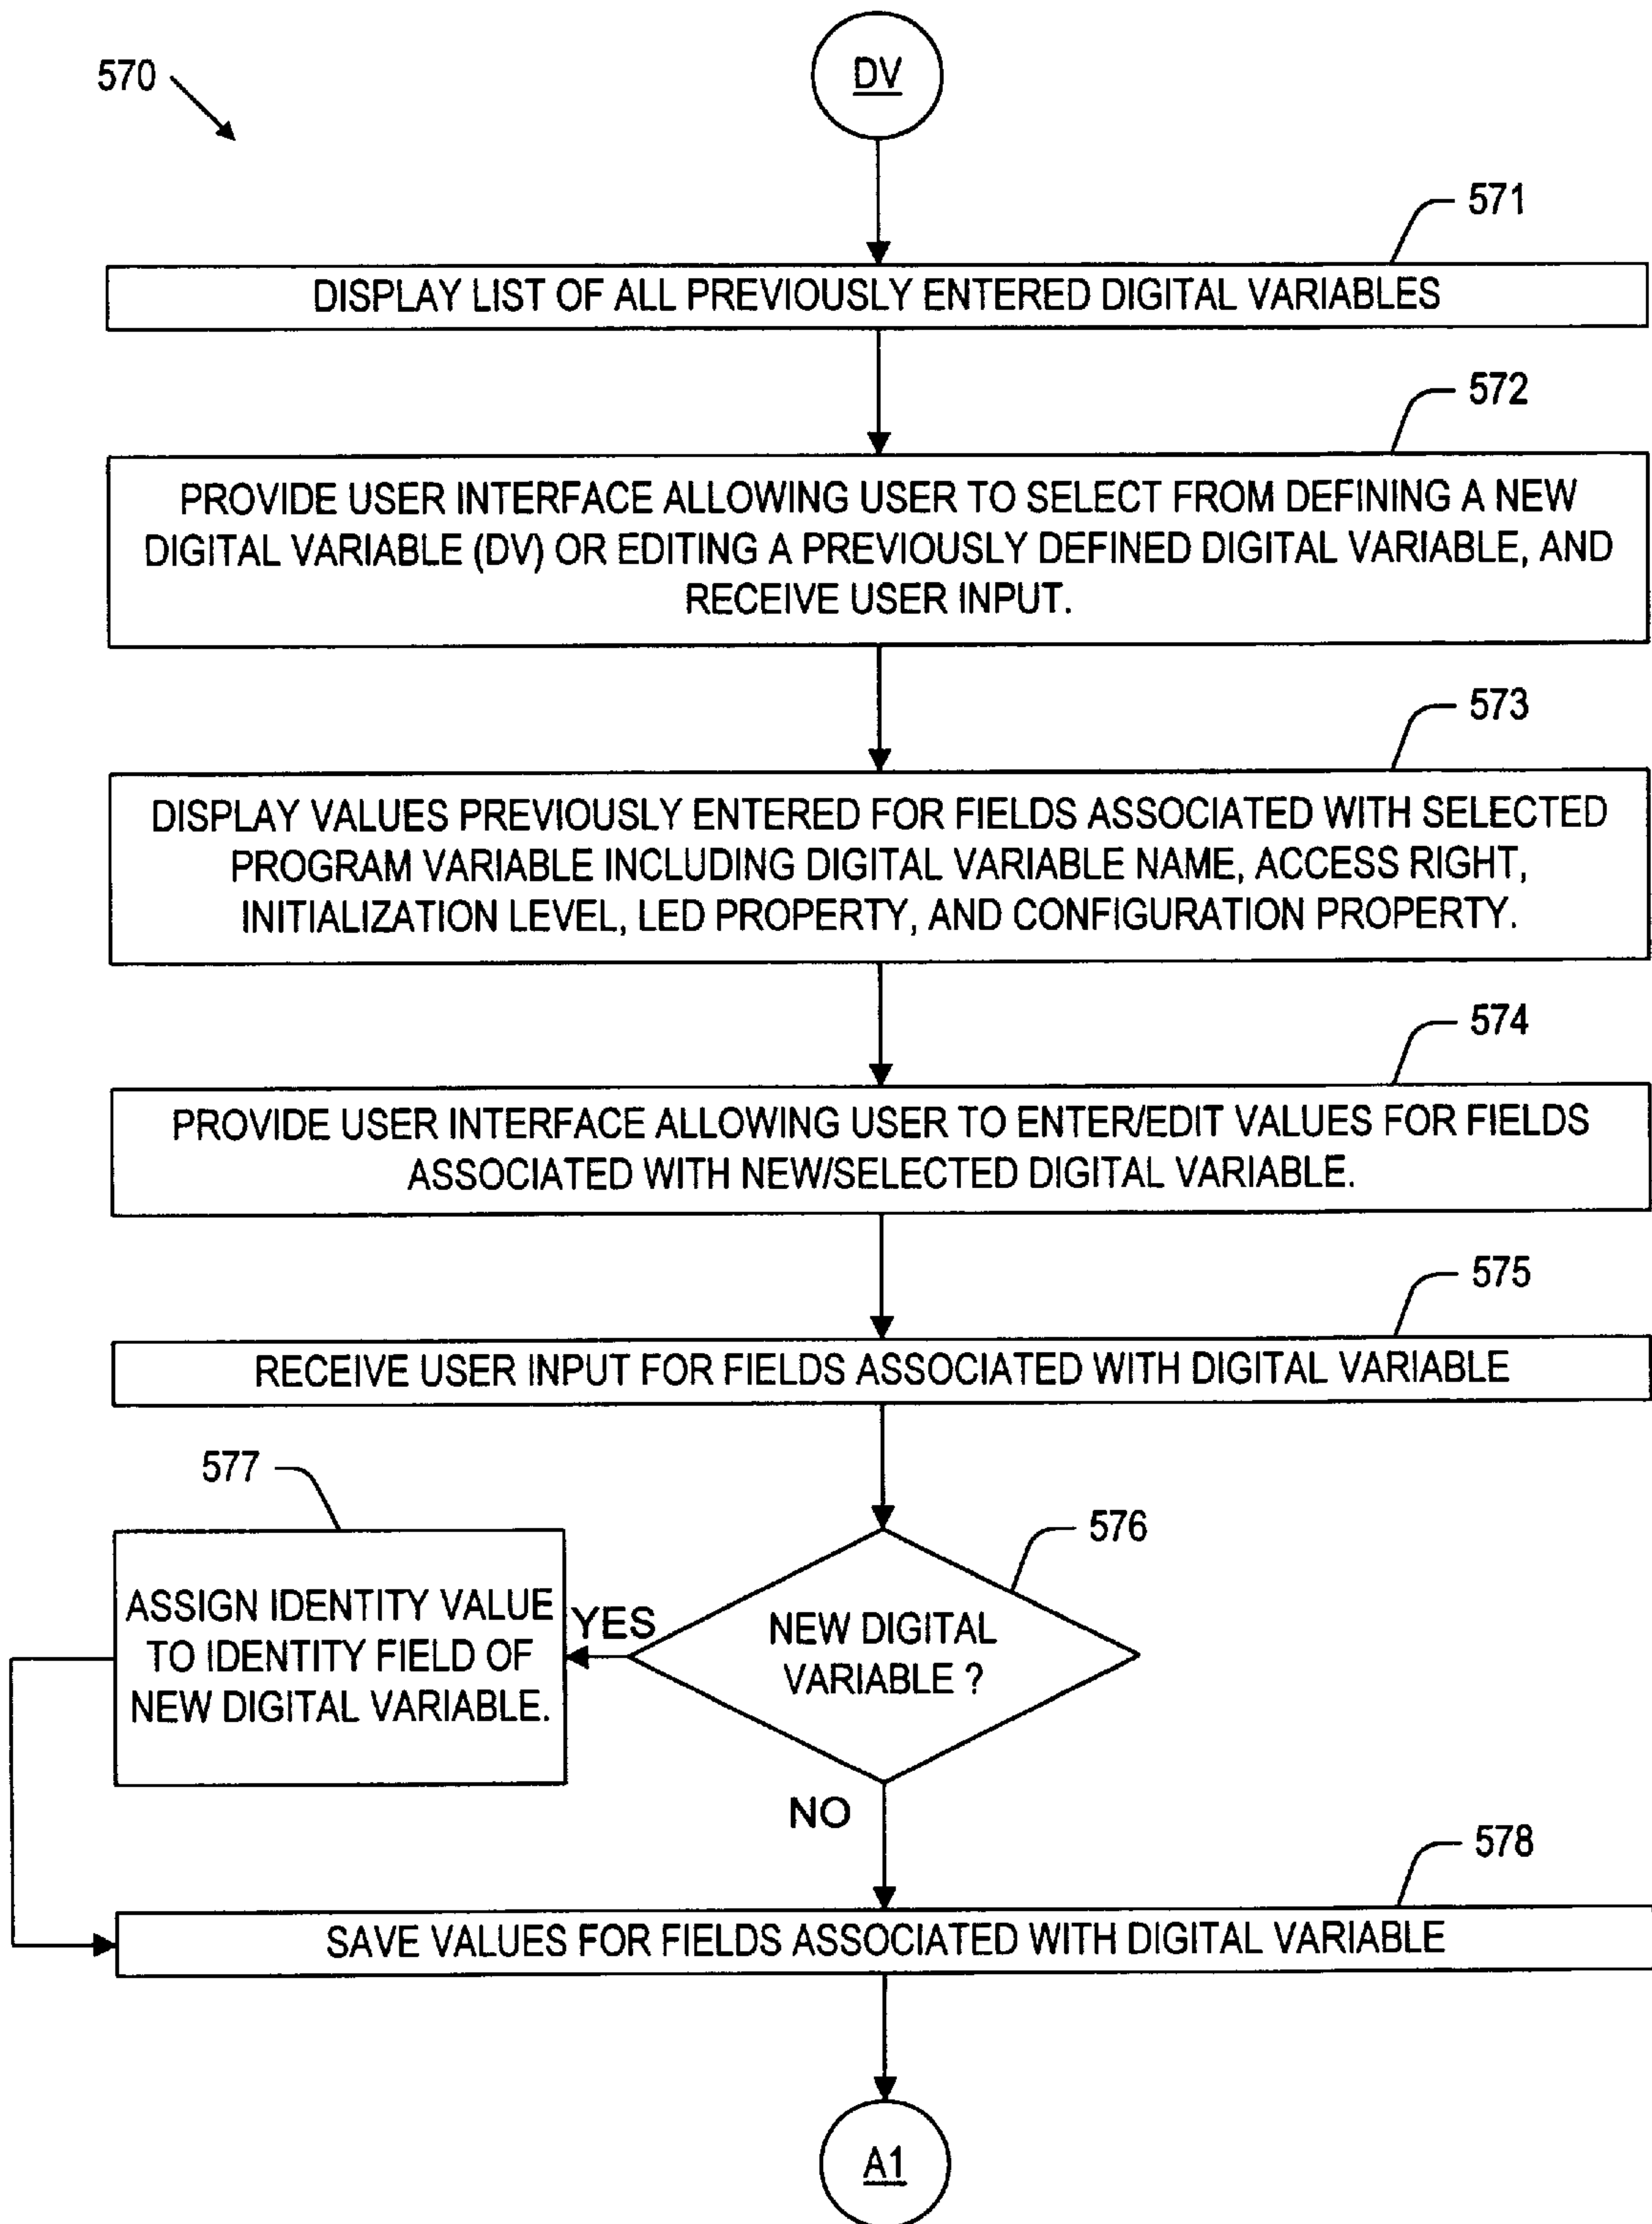 570
DV
571
DISPLAY LIST OF ALL PREVIOUSLY ENTERED DIGITAL VARIABLES
572
PROVIDE USER INTERFACE ALLOWING USER TO SELECT FROM DEFINING A NEW
DIGITAL VARIABLE (DV) OR EDITING A PREVIOUSLY DEFINED DIGITAL VARIABLE, AND
RECEIVE USER INPUT.
573
DISPLAY VALUES PREVIOUSLY ENTERED FOR FIELDS ASSOCIATED WITH SELECTED
PROGRAM VARIABLE INCLUDING DIGITAL VARIABLE NAME, ACCESS RIGHT,
INITIALIZATION LEVEL, LED PROPERTY, AND CONFIGURATION PROPERTY.
574
PROVIDE USER INTERFACE ALLOWING USER TO ENTER/EDIT VALUES FOR FIELDS
ASSOCIATED WITH NEW/SELECTED DIGITAL VARIABLE.
575
RECEIVE USER INPUT FOR FIELDS ASSOCIATED WITH DIGITAL VARIABLE
577
576
ASSIGN IDENTITY VALUE
TO IDENTITY FIELD OF
NEW DIGITAL VARIABLE.
YES
NEW DIGITAL
VARIABLE ?
NO
578
SAVE VALUES FOR FIELDS ASSOCIATED WITH DIGITAL VARIABLE
A1